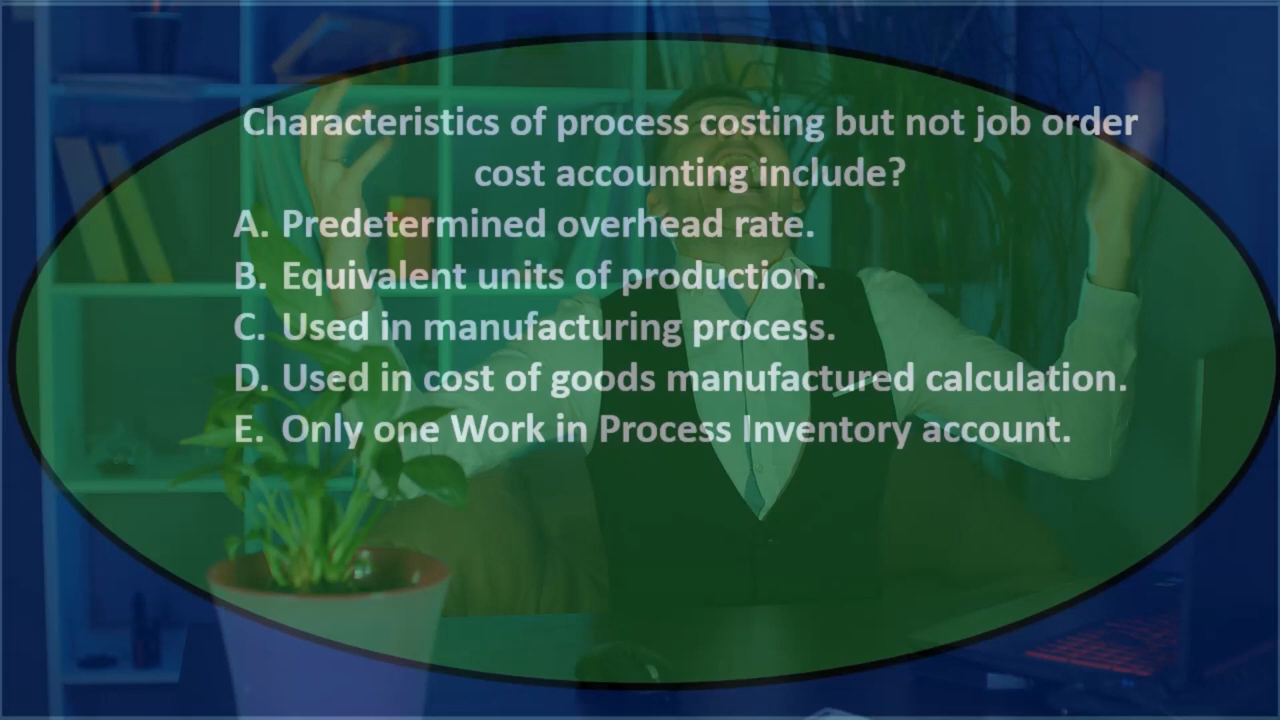 Characteristics of process costing but not job order
cost accounting include?
A. Predetermined overhead rate.
B. Equivalent units of production.
C. Used in manufacturing process.
D. Used in cost of goods manufactured calculation.
E. Only one Work in Process Inventory account.